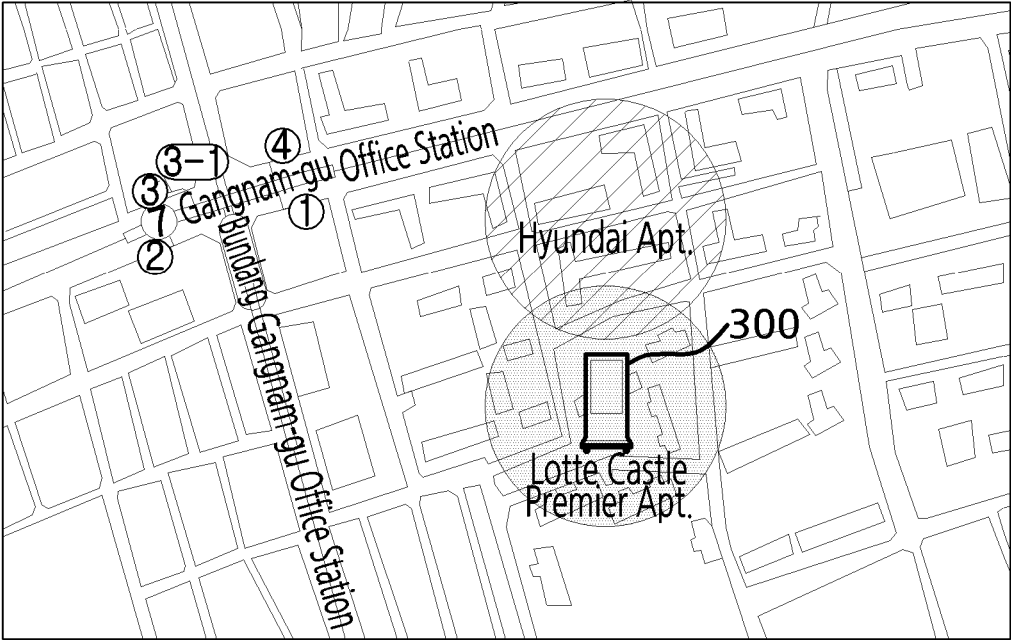 4
3-1
Gangnam-gu Office Station
3
1
7
2
Bundang Gangnam-gu Office Station
Hyundai Apt.
300
Lotte Castle
Premier Apt.